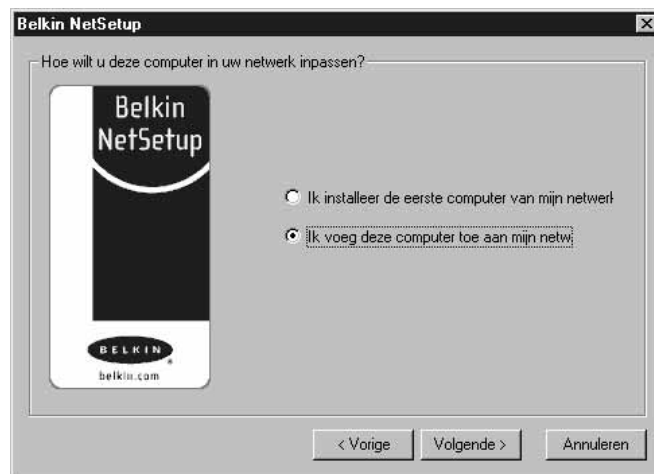 Belkin NetSetup
Hoe wilt u deze computer in uw netwerk inpassen?
Belkin
NetSetup
Ik installeer de eerste computer van mijn netwerk
Ik voeg deze computer toe aan mijn netw
BELKIN
belkin.com
< Vorige
Volgende >
Annuleren